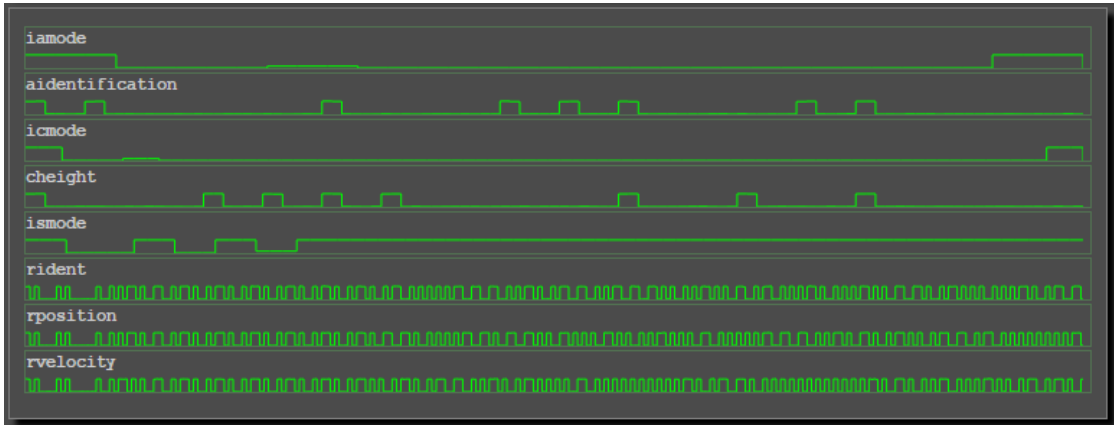 iamode
aidentification
icmode
cheight
ismode
rident
rposition
rvelocity